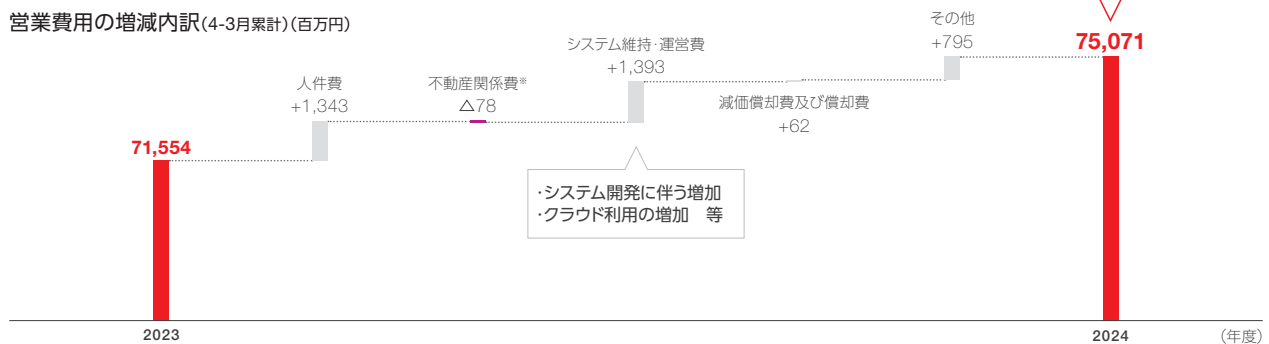 営業費用の増減内訳(4-3月累計)(百万円)
71,554
人件費
+1,343
不動産関係費※
△78
システム維持・運営費
+1,393
・システム開発に伴う増加
・クラウド利用の増加　等
減価償却費及び償却費
+62
その他
+795
75,071
2023
2024
(年度)